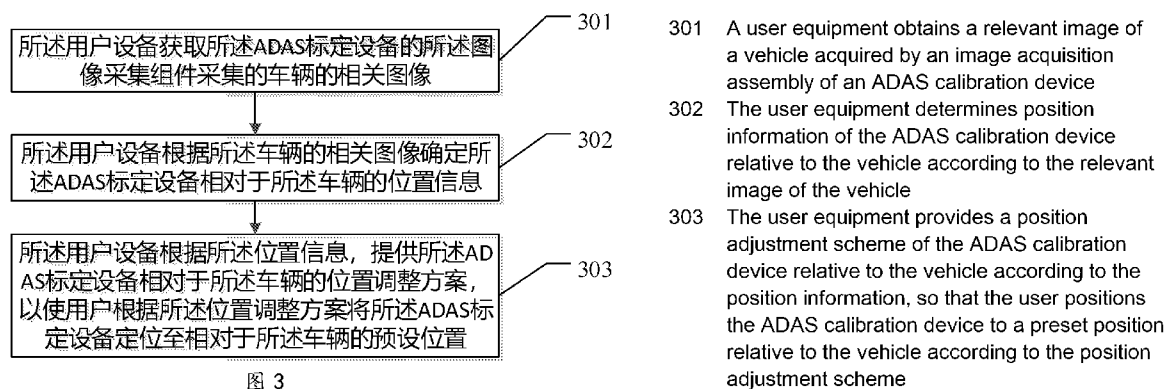 所述用户设备获取所述ADAS标定设备的所述图
像采集组件采集的车辆的相关图像
301
所述用户设备根据所述车辆的相关图像确定所
述ADAS标定设备相对于所述车辆的位置信息
302
所述用户设备根据所述位置信息，提供所述AD
AS标定设备相对于所述车辆的位置调整方案，
以使用户根据所述位置调整方案将所述ADAS标
定设备定位至相对于所述车辆的预设位置
303
图 3
301 A user equipment obtains a relevant image of
a vehicle acquired by an image acquisition
assembly of an ADAS calibration device
302 The user equipment determines position
information of the ADAS calibration device
relative to the vehicle according to the relevant
image of the vehicle
303 The user equipment provides a position
adjustment scheme of the ADAS calibration
device relative to the vehicle according to the
position information, so that the user positions
the ADAS calibration device to a preset position
relative to the vehicle according to the position
adjustment scheme